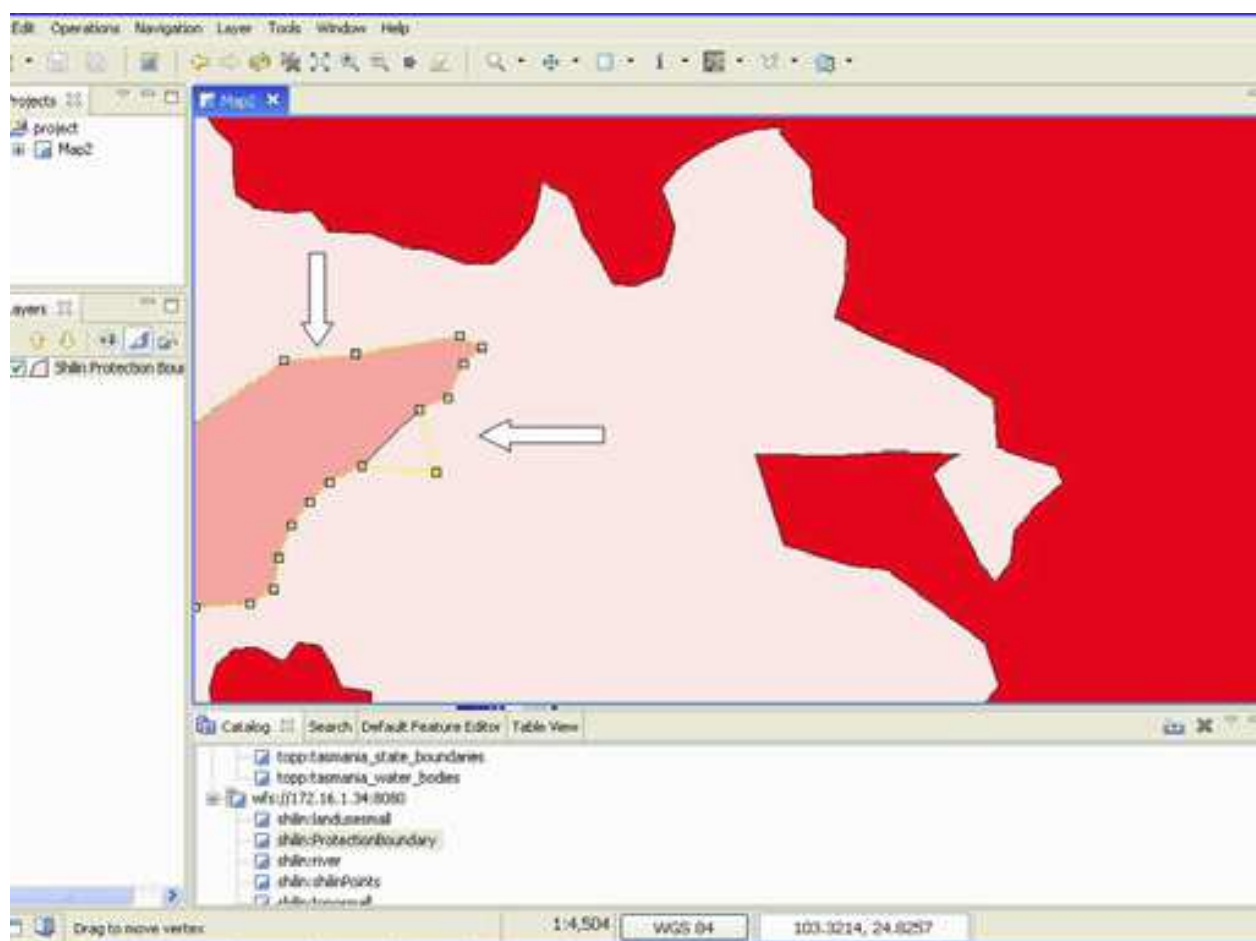 Edit Operations Navigation Layer Tools Window Help
Projects
Map2
project
Map2
Layers
Shilin Protection Bou
Catalog Search Default Feature Editor Table View
topp:tasmania_state_boundaries
topp:tasmania_water_bodies
wfs://172.16.1.34:8080
shilin:landusesmall
shilin:ProtectionBoundary
shilin:river
shilin:shilinPoints
Drag to move vertex 1:4,504 WGS 84 103.3214, 24.8257